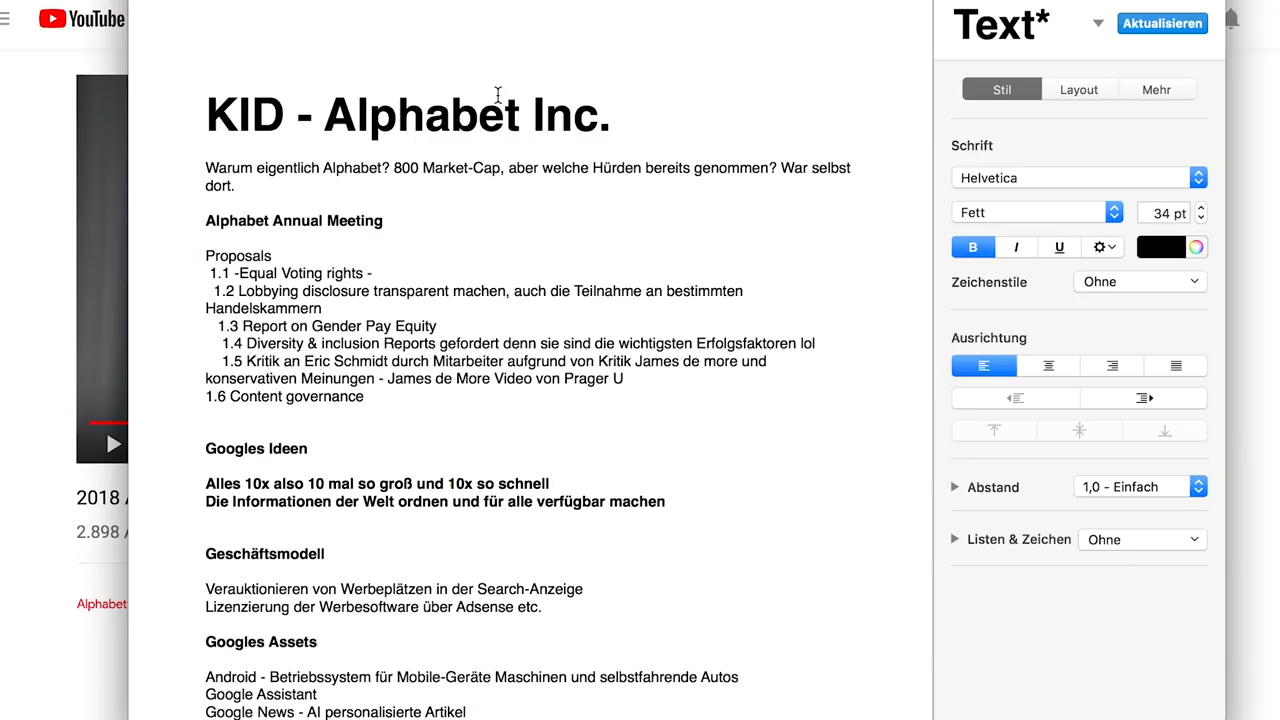 YouTube
KID - Alphabet Inc.
Warum eigentlich Alphabet? 800 Market-Cap, aber welche Hürden bereits genommen? War selbst
dort.
Alphabet Annual Meeting
Proposals
1.1 -Equal Voting rights -
1.2 Lobbying disclosure transparent machen, auch die Teilnahme an bestimmten
Handelskammern
1.3 Report on Gender Pay Equity
1.4 Diversity & inclusion Reports gefordert denn sie sind die wichtigsten Erfolgsfaktoren lol
1.5 Kritik an Eric Schmidt durch Mitarbeiter aufgrund von Kritik James de more und
konservativen Meinungen - James de More Video von Prager U
1.6 Content governance
Googles Ideen
Alles 10x also 10 mal so groß und 10x so schnell
Die Informationen der Welt ordnen und für alle verfügbar machen
Geschäftsmodell
Verauktionieren von Werbeplätzen in der Search-Anzeige
Lizenzierung der Werbesoftware über Adsense etc.
Googles Assets
Android - Betriebssystem für Mobile-Geräte Maschinen und selbstfahrende Autos
Google Assistant
Google News - AI personalisierte Artikel
2018
2.898
Alphabet
Text*
Aktualisieren
Stil Layout Mehr
Schrift
Helvetica
Fett 34 pt
B I U
Zeichenstile Ohne
Ausrichtung
Abstand 1,0 - Einfach
Listen & Zeichen Ohne